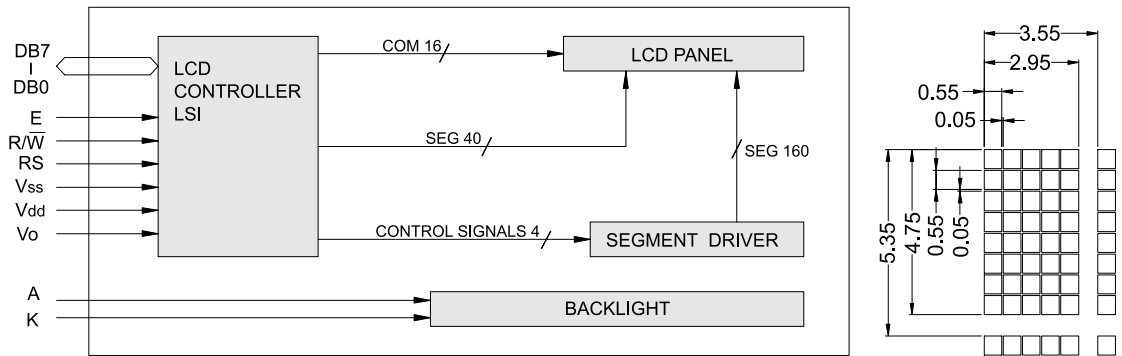 DB7
DB0
E
R/W̅
RS
Vss
Vdd
Vo
A
K
LCD
CONTROLLER
LSI
COM 16
LCD PANEL
SEG 40
SEG 160
CONTROL SIGNALS 4
SEGMENT DRIVER
BACKLIGHT
3.55
2.95
0.55
0.05
5.35
4.75
0.55
0.05